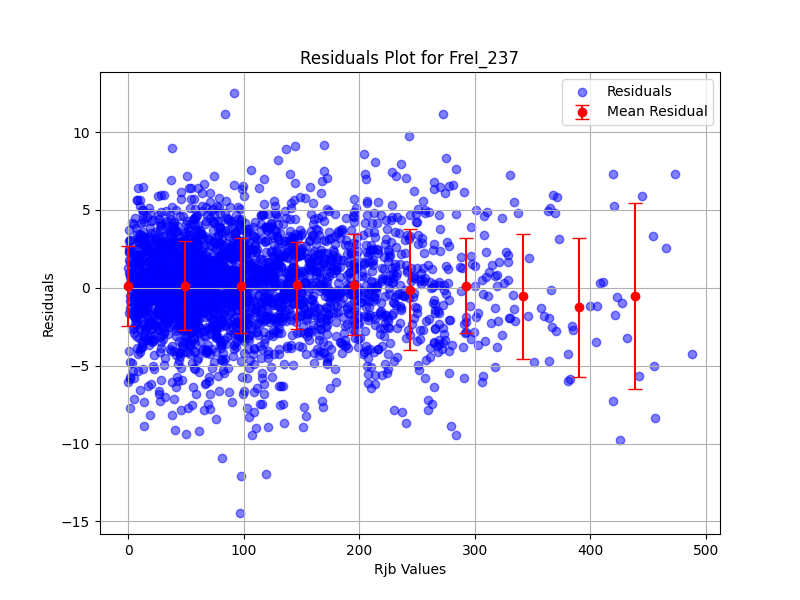 Residuals Plot for FreI_237
Residuals
Mean Residual
10
5
0
−5
−10
−15
Residuals
0 100 200 300 400 500
Rjb Values